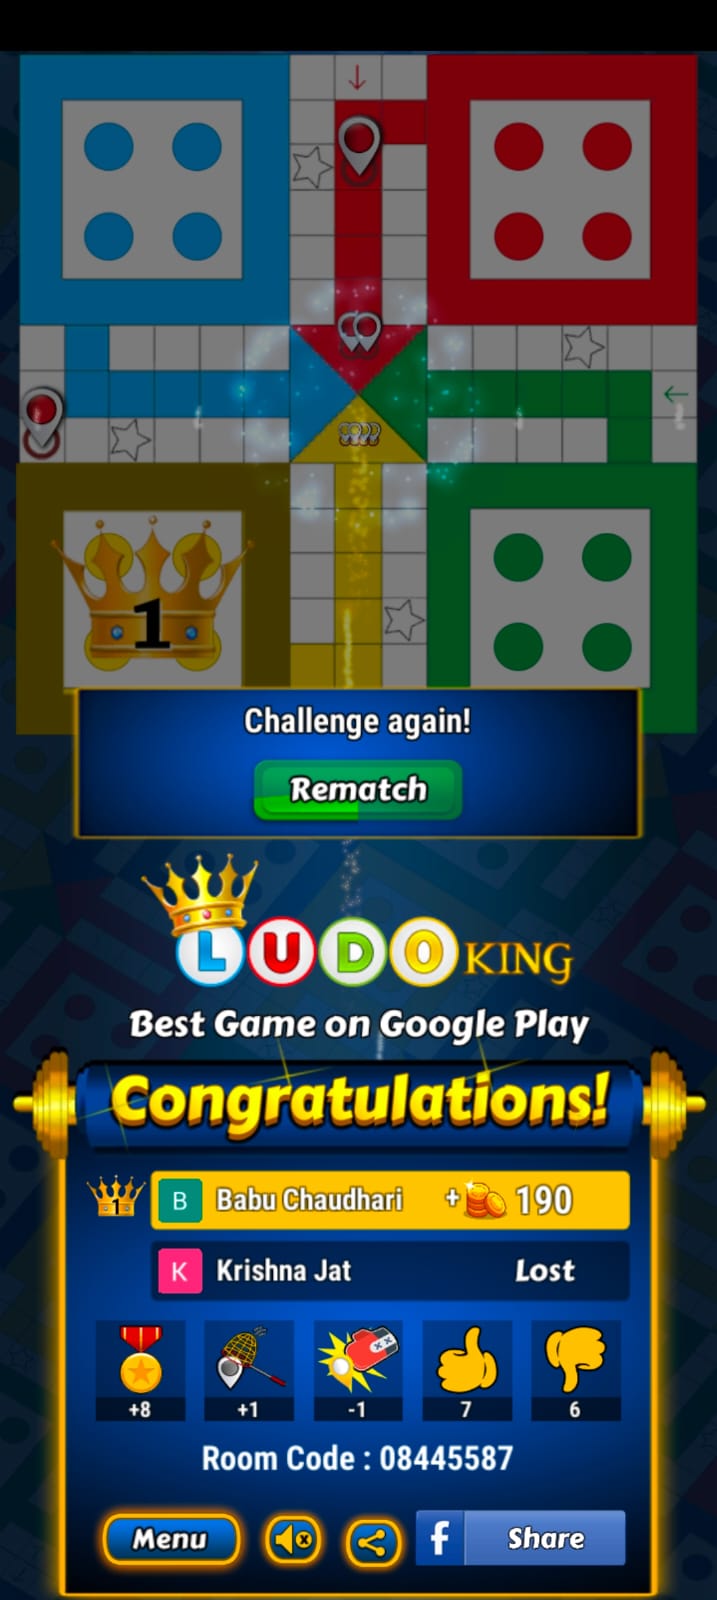 1
Challenge again!
Rematch
LUDO KING
Best Game on Google Play
Congratulations!
1 B Babu Chaudhari + 190
K Krishna Jat Lost
+8 +1 -1 7 6
Room Code : 08445587
Menu f Share